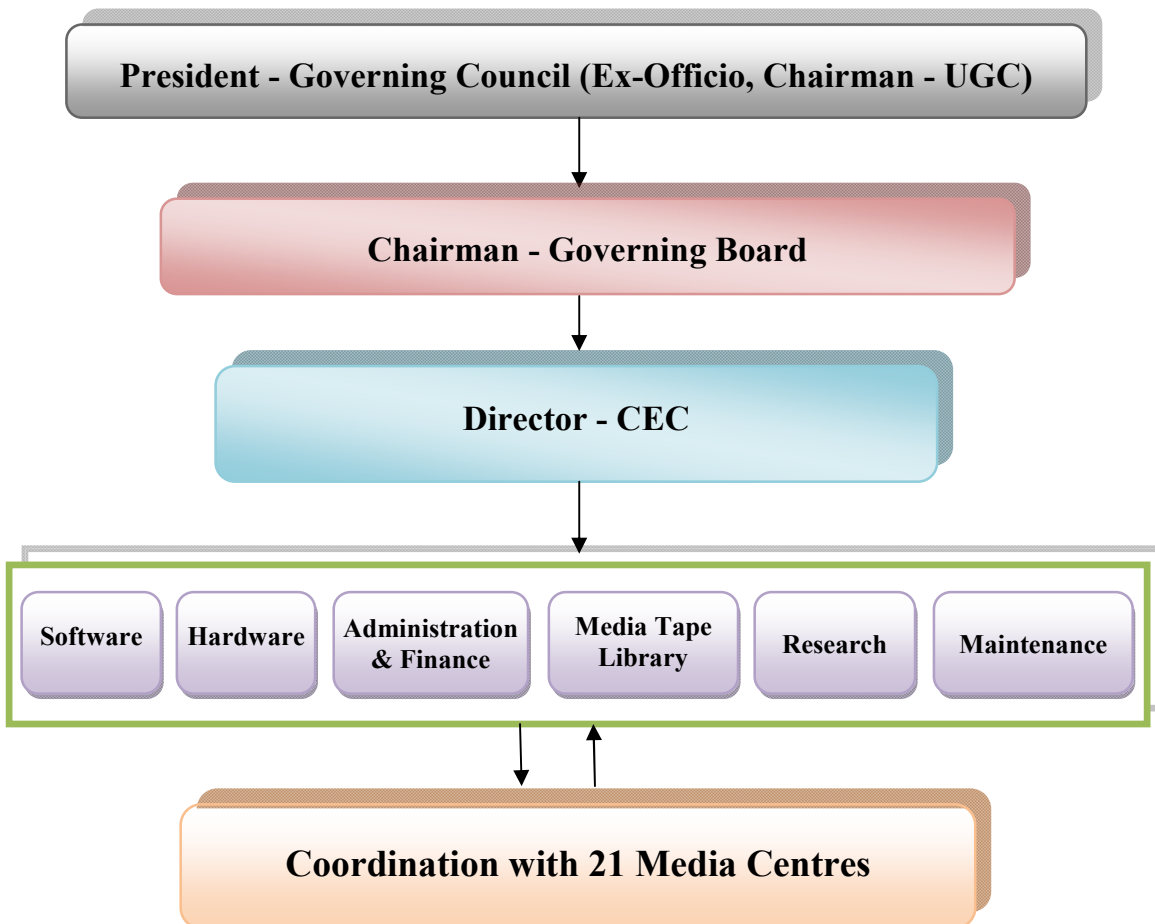 President - Governing Council (Ex-Officio, Chairman - UGC)
Chairman - Governing Board
Director - CEC
Software
Hardware
Administration
& Finance
Media Tape
Library
Research
Maintenance
Coordination with 21 Media Centres